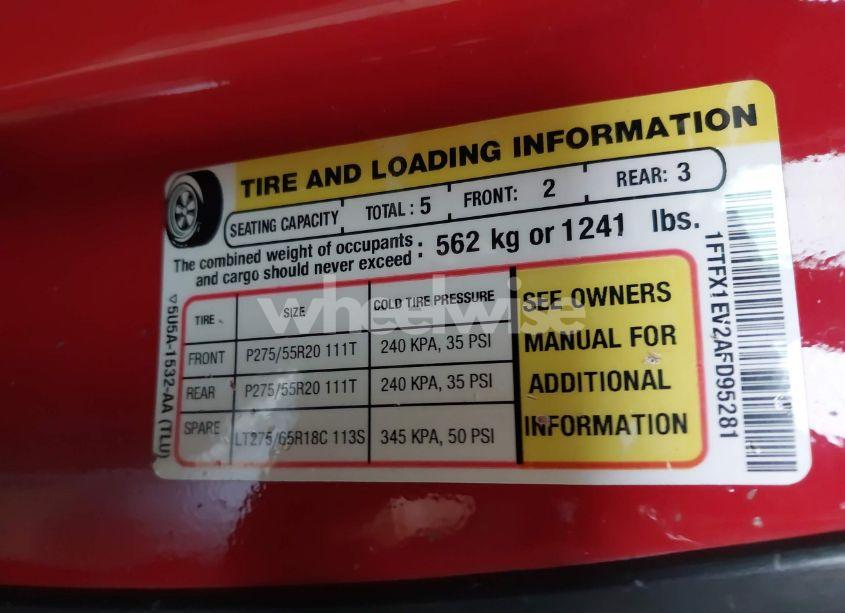 TIRE AND LOADING INFORMATION
SEATING CAPACITY TOTAL : 5 FRONT: 2 REAR: 3
The combined weight of occupants and cargo should never exceed : 562 kg or 1241 lbs.
TIRE SIZE COLD TIRE PRESSURE
FRONT P275/55R20 111T 240 KPA, 35 PSI
REAR P275/55R20 111T 240 KPA, 35 PSI
SPARE LT275/65R18C 113S 345 KPA, 50 PSI
SEE OWNERS
MANUAL FOR
ADDITIONAL
INFORMATION
5U5A-1532-AA (TLU)
1FTFX1EV2AFD95281
wheelwise